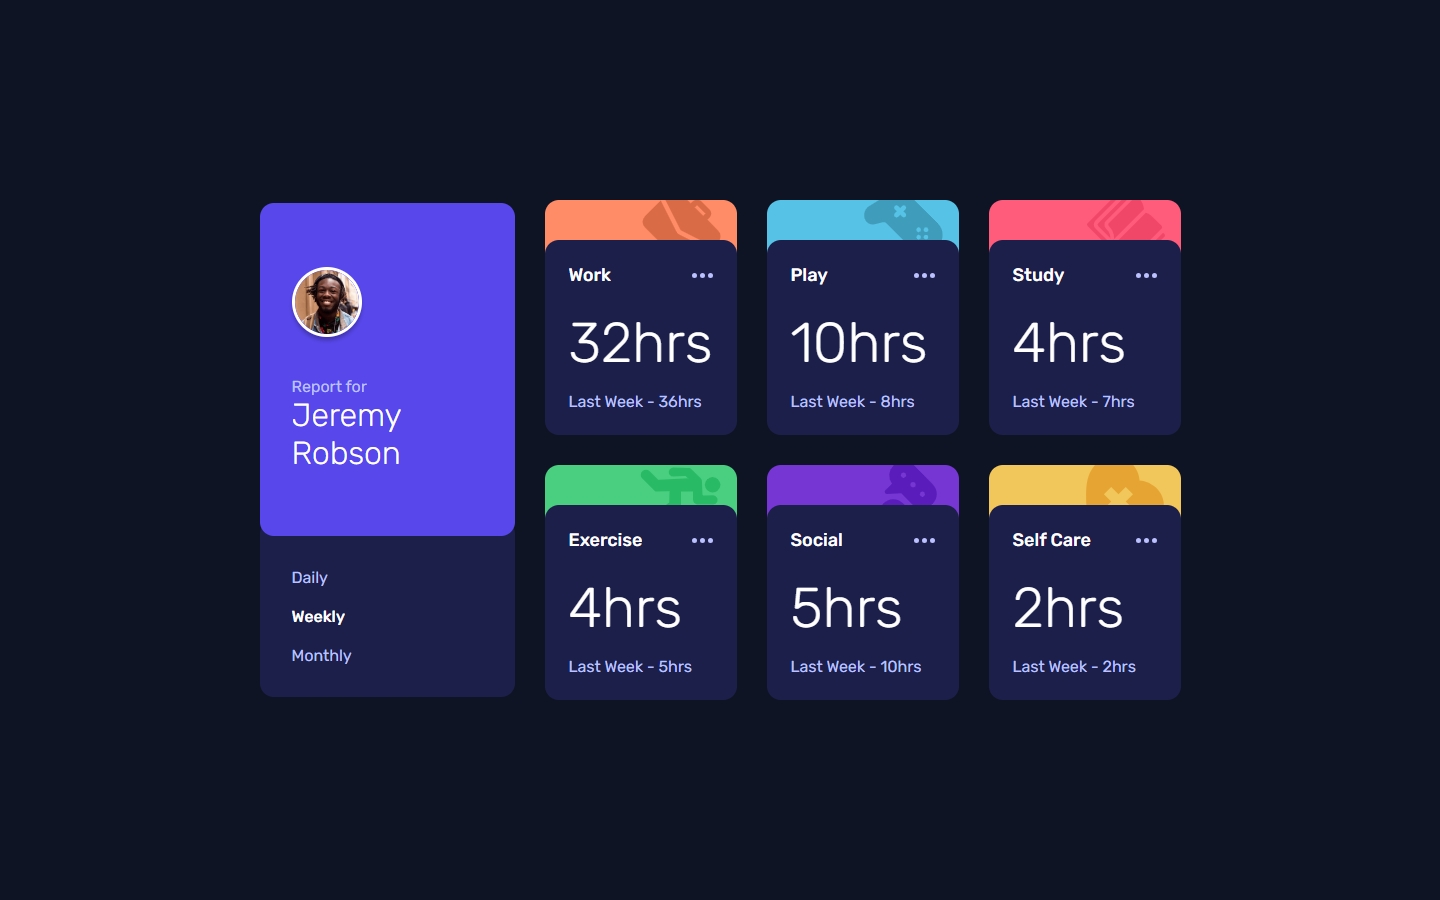 Report for
Jeremy
Robson
Daily
Weekly
Monthly
Work
32hrs
Last Week - 36hrs
Play
10hrs
Last Week - 8hrs
Study
4hrs
Last Week - 7hrs
Exercise
4hrs
Last Week - 5hrs
Social
5hrs
Last Week - 10hrs
Self Care
2hrs
Last Week - 2hrs